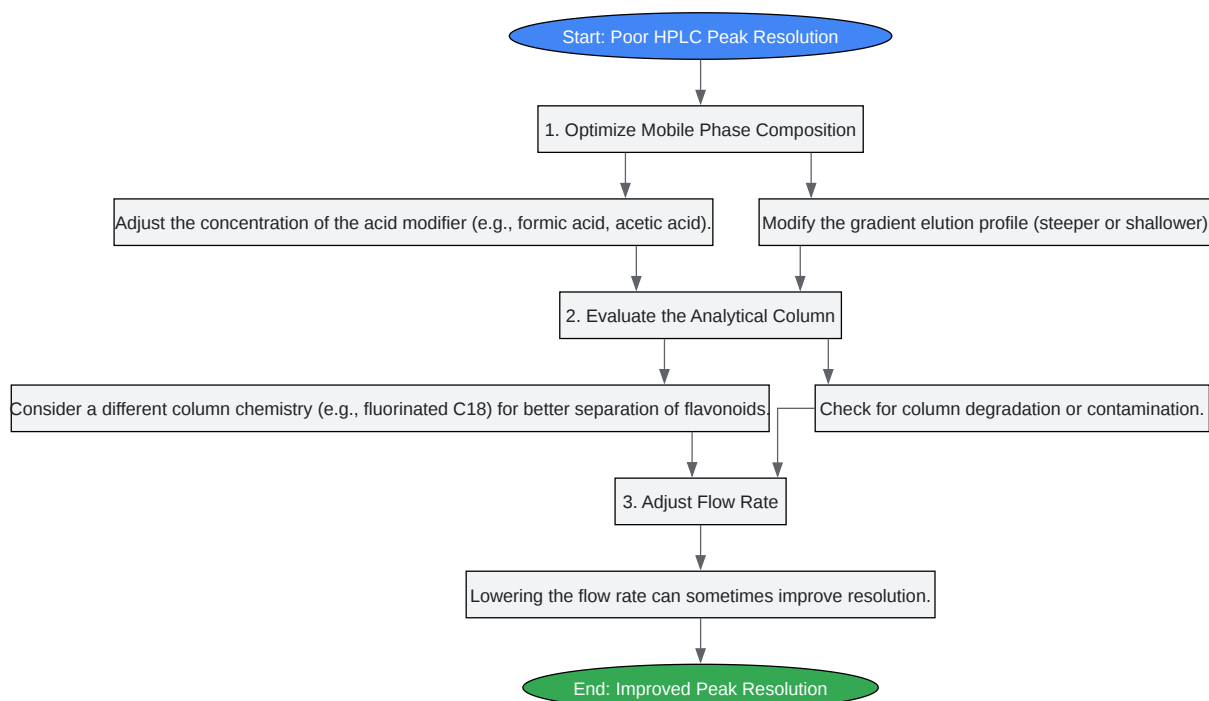 Start: Poor HPLC Peak Resolution
1. Optimize Mobile Phase Composition
Adjust the concentration of the acid modifier (e.g., formic acid, acetic acid).
Modify the gradient elution profile (steeper or shallower)
2. Evaluate the Analytical Column
Consider a different column chemistry (e.g., fluorinated C18) for better separation of flavonoids.
Check for column degradation or contamination.
3. Adjust Flow Rate
Lowering the flow rate can sometimes improve resolution.
End: Improved Peak Resolution